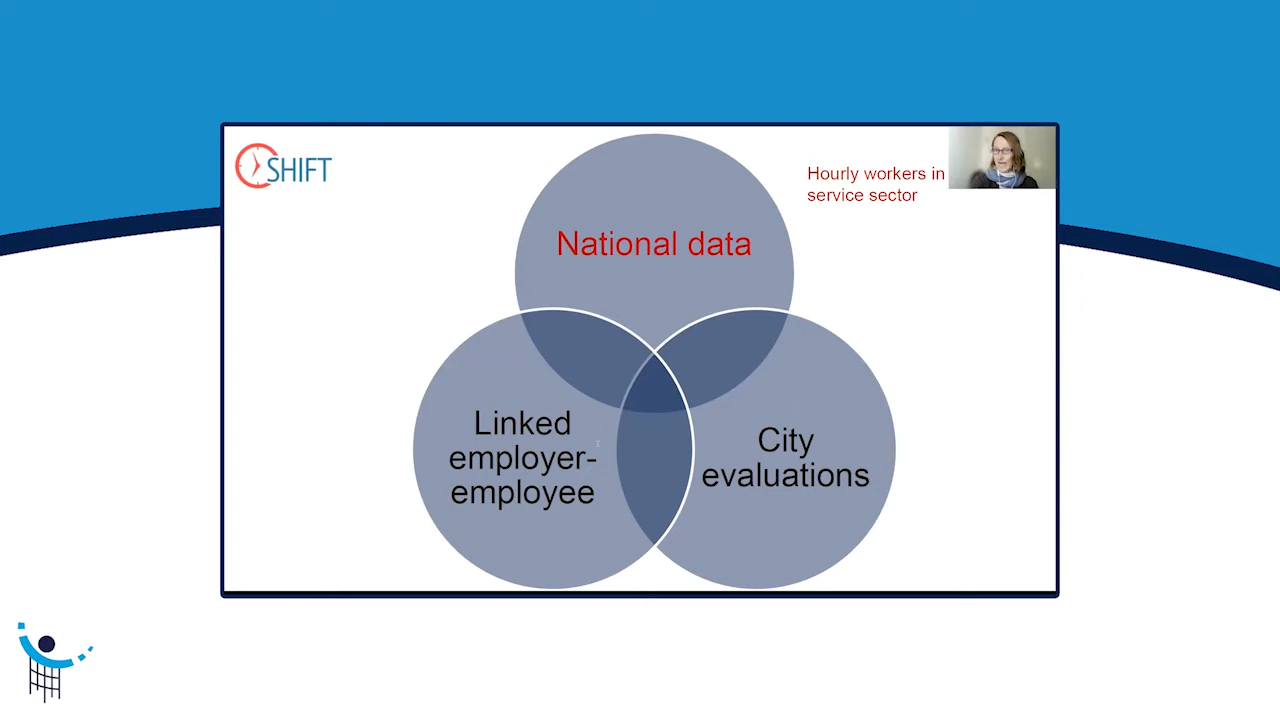 SHIFT
Hourly workers in
service sector
National data
Linked
employer-
employee
City
evaluations